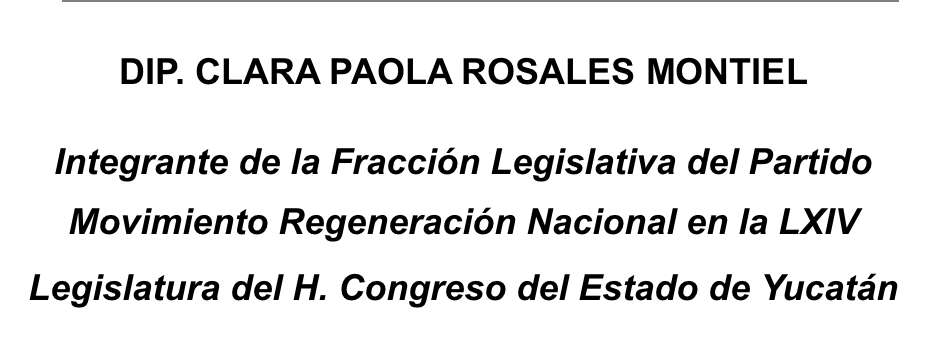 DIP. CLARA PAOLA ROSALES MONTIEL
Integrante de la Fracción Legislativa del Partido
Movimiento Regeneración Nacional en la LXIV
Legislatura del H. Congreso del Estado de Yucatán